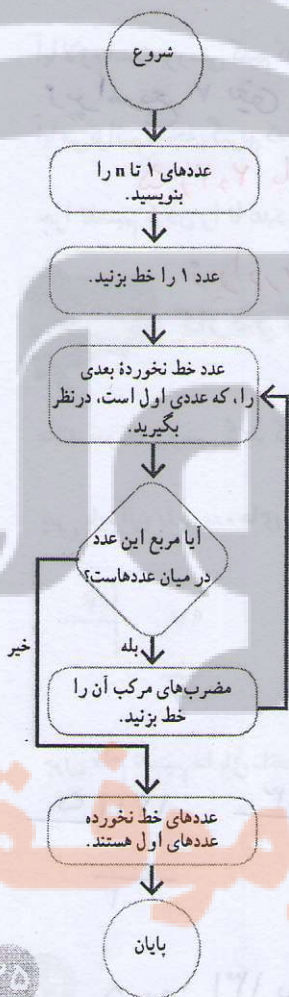 شروع
عددهای ۱ تا n را
بنویسید.
عدد ۱ را خط بزنید.
عدد خط نخوردهٔ بعدی
را، که عددی اول است، درنظر
بگیرید.
آیا مربع این عدد
در میان عددهاست؟
بله
خیر
مضرب‌های مرکب آن را
خط بزنید.
عددهای خط نخورده
عددهای اول هستند.
پایان